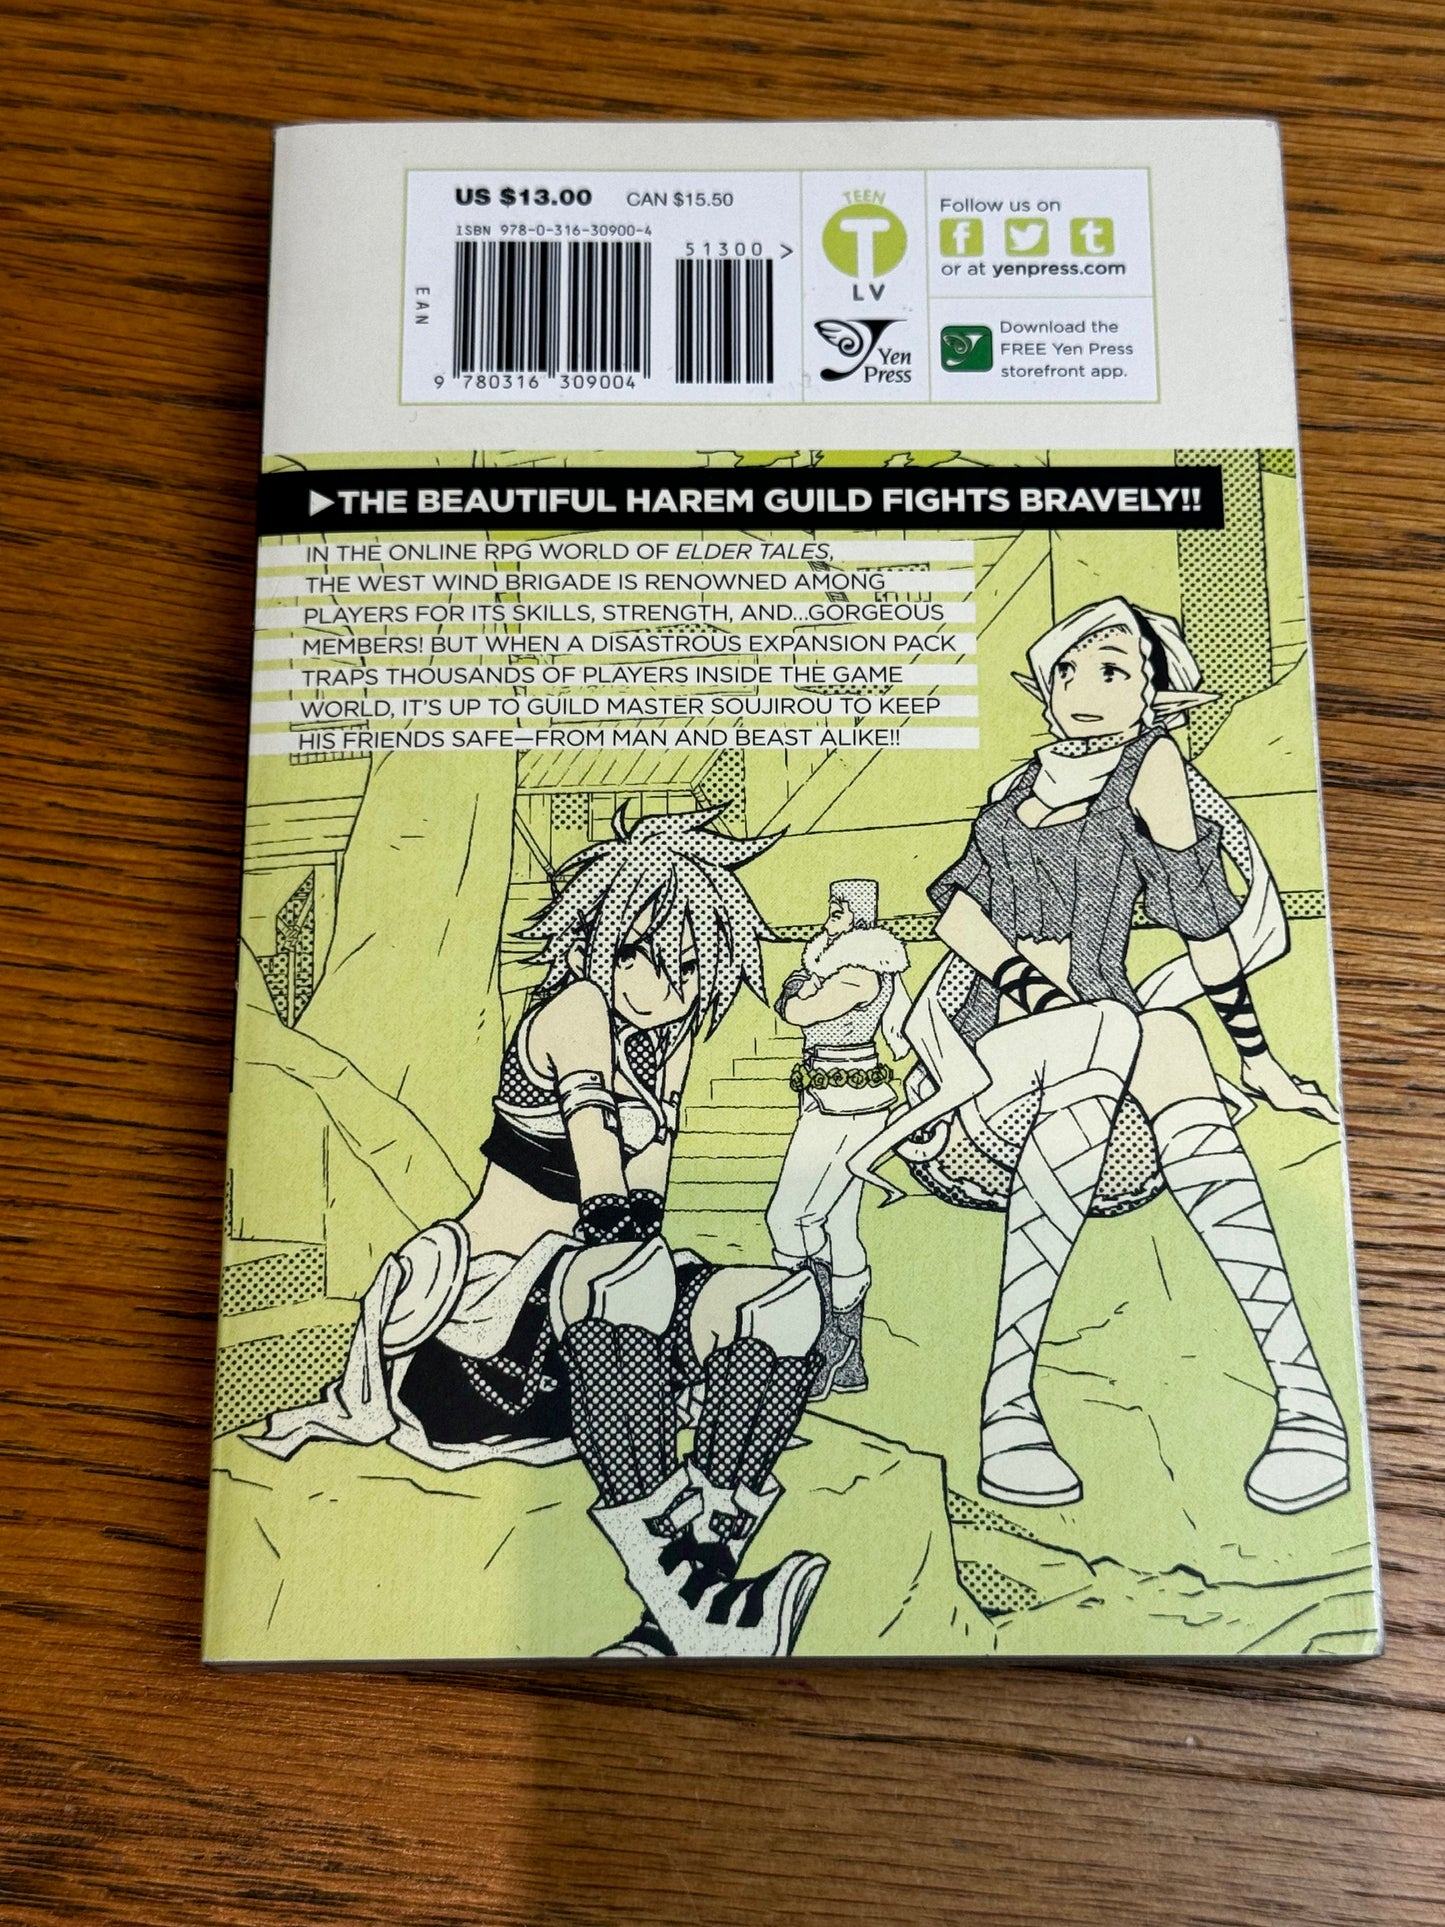 US $13.00 CAN $15.50
ISBN 978-0-316-30900-4
51300 >
EAN
9 780316 309004
TEEN
T
LV
Yen
Press
Follow us on
f t
or at yenpress.com
Download the
FREE Yen Press
storefront app.
▶THE BEAUTIFUL HAREM GUILD FIGHTS BRAVELY!!
IN THE ONLINE RPG WORLD OF ELDER TALES,
THE WEST WIND BRIGADE IS RENOWNED AMONG
PLAYERS FOR ITS SKILLS, STRENGTH, AND...GORGEOUS
MEMBERS! BUT WHEN A DISASTROUS EXPANSION PACK
TRAPS THOUSANDS OF PLAYERS INSIDE THE GAME
WORLD, IT'S UP TO GUILD MASTER SOUJIROU TO KEEP
HIS FRIENDS SAFE—FROM MAN AND BEAST ALIKE!!